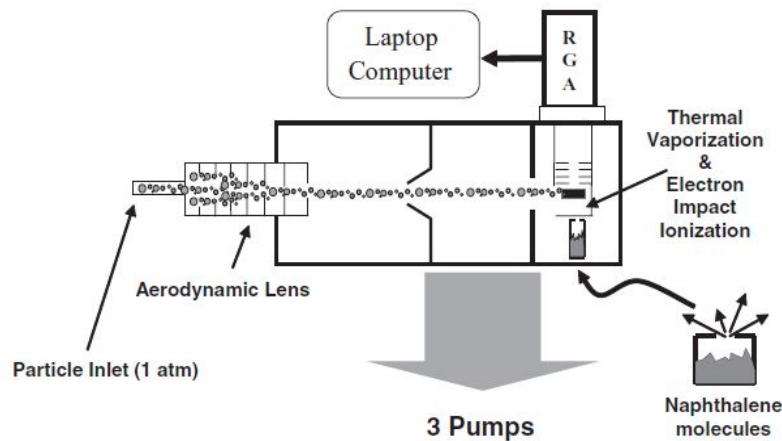 Laptop
Computer
R
G
A
Thermal
Vaporization
&
Electron
Impact
Ionization
Aerodynamic Lens
Particle Inlet (1 atm)
3 Pumps
Naphthalene
molecules